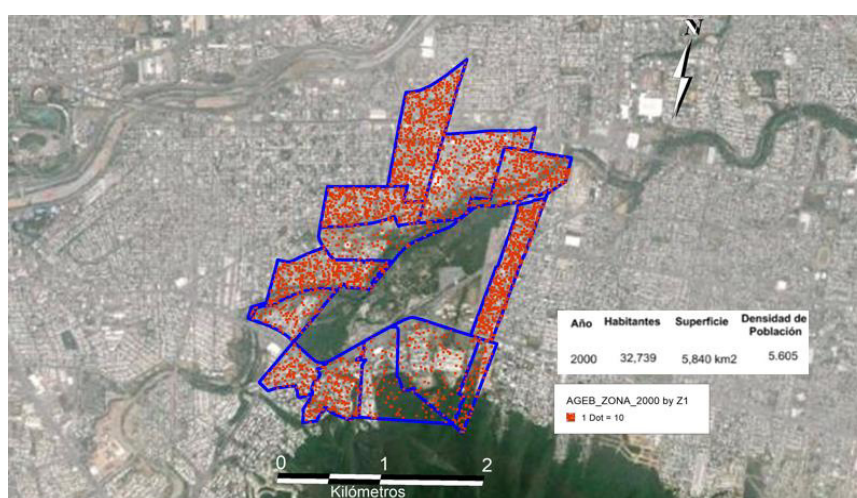 N
Año Habitantes Superficie Densidad de Población
2000 32,739 5,840 km2 5.605
AGEB_ZONA_2000 by Z1
1 Dot = 10
0 1 2
Kilómetros